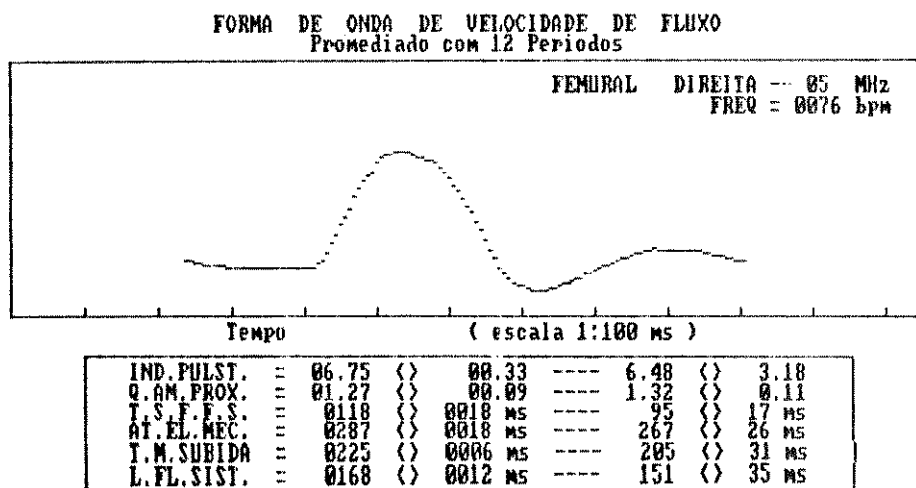 FORMA DE ONDA DE VELOCIDADE DE FLUXO
Promediado com 12 Periodos
FEMURAL DIREITA -- 05 MHz
FREQ = 0076 bpm
Tempo ( escala 1:100 ms )
IND.PULST. = 06.75 <> 00.33 ---- 6.48 <> 3.18
Q.AM.PROX. = 01.27 <> 00.09 ---- 1.32 <> 0.11
T.S.F.F.S. = 0118 <> 0018 ms ---- 95 <> 17 ms
AT.EL.MEC. = 0287 <> 0018 ms ---- 267 <> 26 ms
T.M.SUBIDA = 0225 <> 0006 ms ---- 205 <> 31 ms
L.FL.SIST. = 0168 <> 0012 ms ---- 151 <> 35 ms